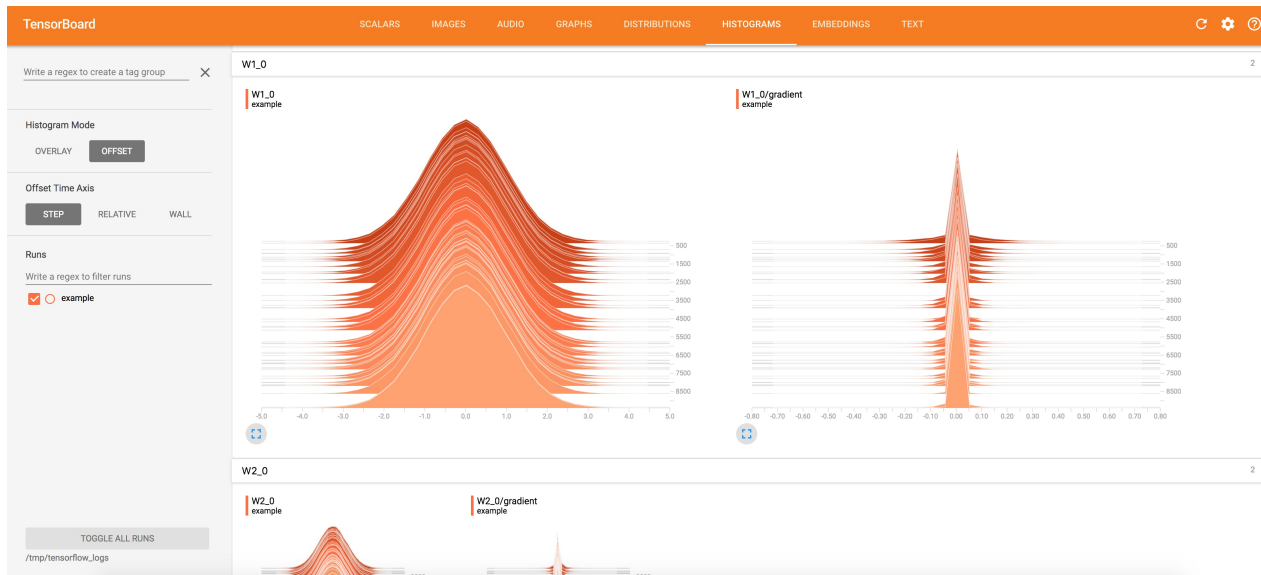 TensorBoard
SCALARS IMAGES AUDIO GRAPHS DISTRIBUTIONS HISTOGRAMS EMBEDDINGS TEXT
Write a regex to create a tag group
Histogram Mode
OVERLAY OFFSET
Offset Time Axis
STEP RELATIVE WALL
Runs
Write a regex to filter runs
example
TOGGLE ALL RUNS
/tmp/tensorflow_logs
W1_0 2
W1_0
example
500
1500
2500
3500
4500
5500
6500
7500
8500
-5.0 -4.0 -3.0 -2.0 -1.0 0.0 1.0 2.0 3.0 4.0 5.0
W1_0/gradient
example
500
1500
2500
3500
4500
5500
6500
7500
8500
-0.80 -0.70 -0.60 -0.50 -0.40 -0.30 -0.20 -0.10 0.00 0.10 0.20 0.30 0.40 0.50 0.60 0.70 0.80
W2_0 2
W2_0
example
W2_0/gradient
example